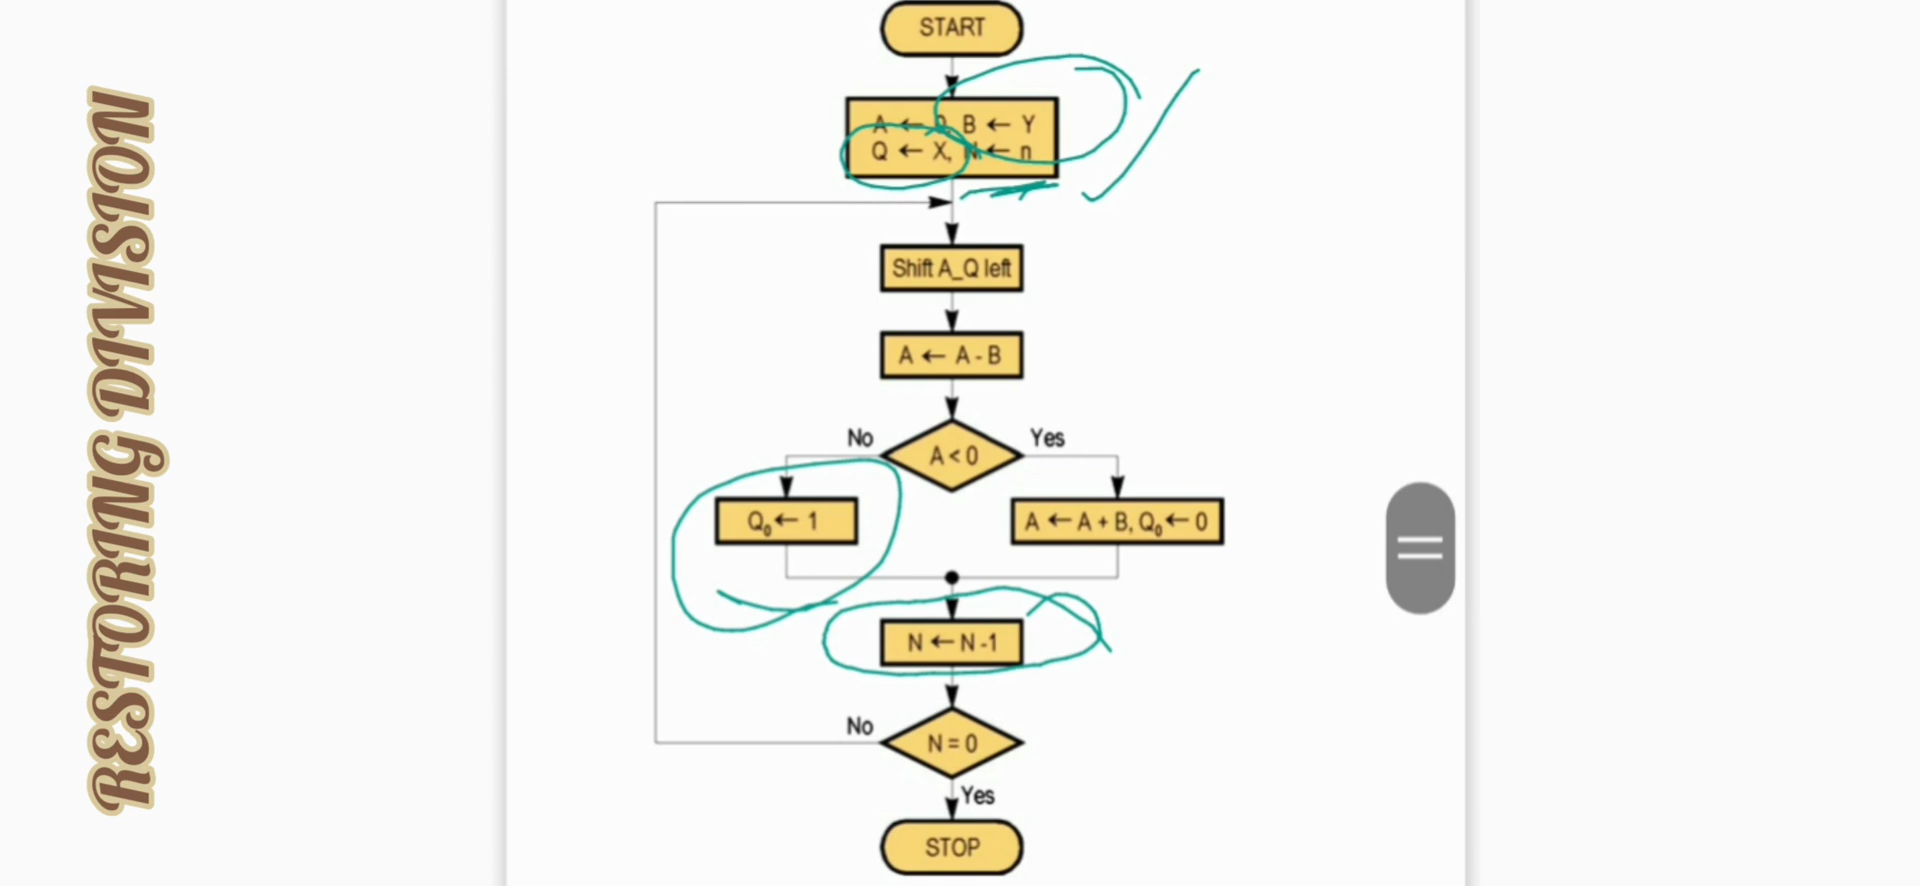 RESTORING DIVISION
START
A ← 0, B ← Y
Q ← X, N ← n
Shift A_Q left
A ← A - B
No
A < 0
Yes
Q₀ ← 1
A ← A + B, Q₀ ← 0
N ← N -1
No
N = 0
Yes
STOP